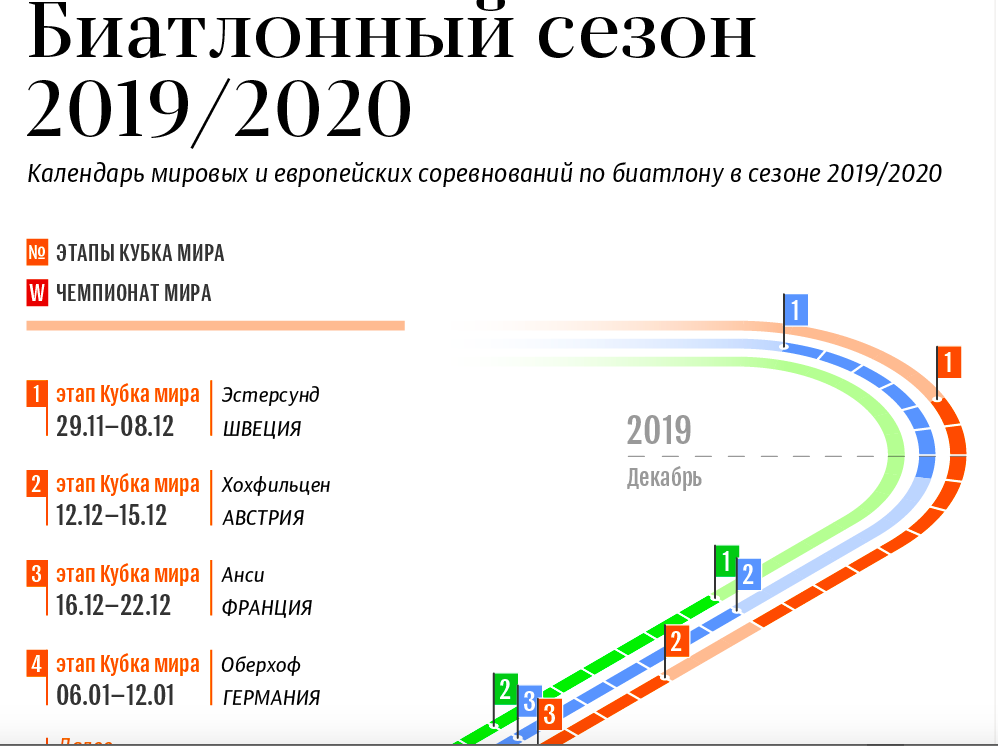 Биатлонный сезон
2019/2020
Календарь мировых и европейских соревнований по биатлону в сезоне 2019/2020
№ ЭТАПЫ КУБКА МИРА
W ЧЕМПИОНАТ МИРА
1 этап Кубка мира
29.11–08.12
Эстерсунд
ШВЕЦИЯ
2 этап Кубка мира
12.12–15.12
Хохфильцен
АВСТРИЯ
3 этап Кубка мира
16.12–22.12
Анси
ФРАНЦИЯ
4 этап Кубка мира
06.01–12.01
Оберхоф
ГЕРМАНИЯ
1
1
2019
Декабрь
1
2
2
2
3
3